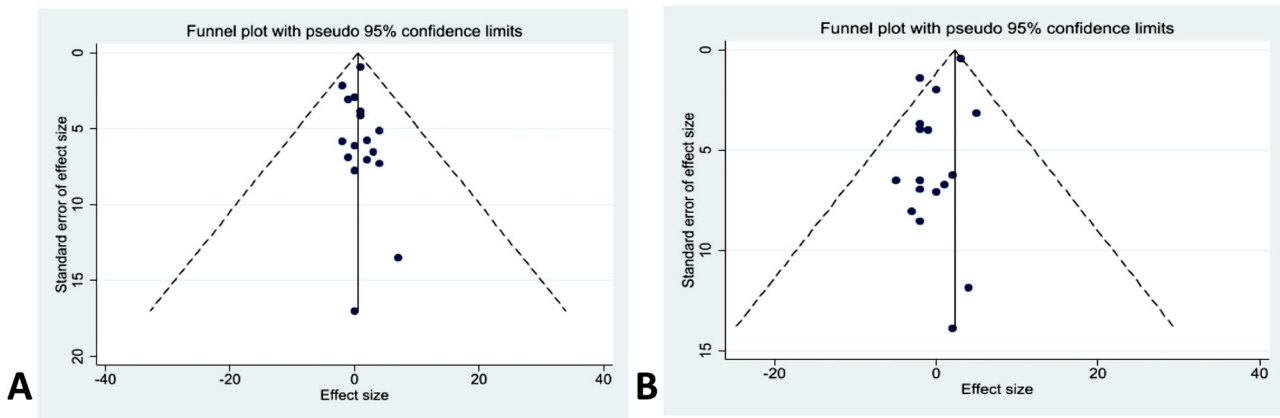 Funnel plot with pseudo 95% confidence limits
Standard error of effect size
0
5
10
15
20
-40
-20
0
20
40
Effect size
A
Funnel plot with pseudo 95% confidence limits
Standard error of effect size
0
5
10
15
-20
0
20
40
Effect size
B